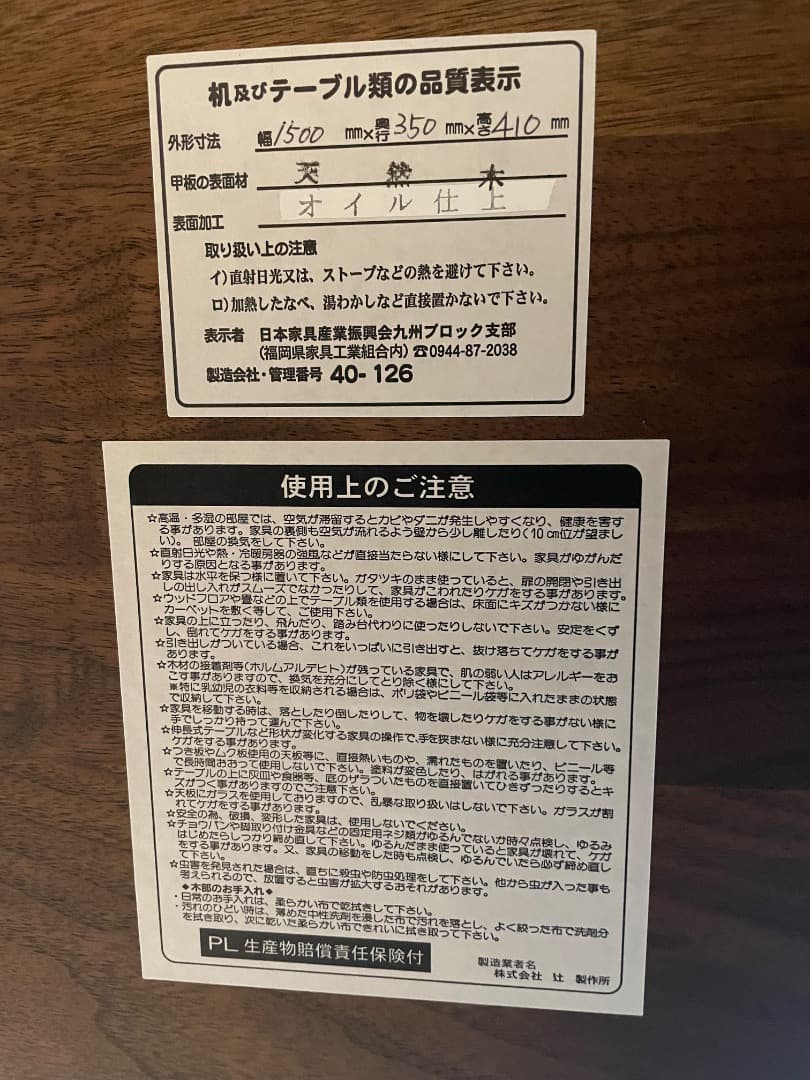 机及びテーブル類の品質表示
外形寸法 幅1500 mm×奥行350 mm×高さ410 mm
甲板の表面材 天然木
表面加工 オイル仕上
取り扱い上の注意
イ)直射日光又は、ストーブなどの熱を避けて下さい。
ロ)加熱したなべ、湯わかしなど直接置かないで下さい。
表示者 日本家具産業振興会九州ブロック支部
(福岡県家具工業組合内)☎0944-87-2038
製造会社・管理番号 40-126
使用上のご注意
☆高温・多湿の部屋では、空気が滞留するとカビやダニが発生しやすくなり、健康を害す
る事があります。家具の裏側も空気が流れるよう壁から少し離したり(10㎝位が望まし
い)。部屋の換気をして下さい。
☆直射日光や熱・冷暖房器の強風などが直接当たらない様にして下さい。家具がゆがんだ
りする原因となる事があります。
☆家具は水平を保つ様に置いて下さい。ガタツキのまま使っていると、扉の開閉や引き出
しの出し入れがスムーズでなかったりして、家具がこわれたりケガをする事があります。
☆ウッドフロアや畳などの上でテーブル類を使用する場合は、床面にキズがつかない様に
カーペットを敷く等して、ご使用下さい。
☆家具の上に立ったり、飛んだり、踏み台代わりに使ったりしないで下さい。安定をくず
し、倒れてケガをする事があります。
☆引き出しがついている場合、これをいっぱいに引き出すと、抜け落ちてケガをする事が
あります。
☆木材の接着剤等(ホルムアルデヒト)が残っている家具で、肌の弱い人はアレルギーをお
こす事がありますので、換気を充分にしてとり除く様にして下さい。
※特に乳幼児の衣料等を収納される場合は、ポリ袋やビニール袋等に入れたままの状態
で収納して下さい。
☆家具を移動する時は、落としたり倒したりして、物を壊したりケガをする事がない様に
手でしっかり持って運んで下さい。
☆伸長式テーブルなど形状が変化する家具の操作で、手を狭まない様に充分注意して下さい。
ケガをする事があります。
☆つき板やムク板使用の天板等に、直接熱いものや、濡れたものを置いたり、ビニール等
で長時間おおって使用しないで下さい。塗料が変色したり、はがれる事があります。
☆テーブルの上に灰皿や食器等、底のザラついたものを直接置いてひきずったりするとキ
ズがつく事がありますのでご注意下さい。
☆天板にガラスを使用しておりますので、乱暴な取り扱いはしないで下さい。ガラスが割
れてケガをする事があります。
☆安全の為、破損、変形した家具は、使用しないでください。
☆チョウバンや脚取り付け金具などの固定用ネジ類がゆるんでないか時々点検し、ゆるみ
はじめたらしっかり締め直して下さい。ゆるんだまま使っていると家具が壊れて、ケガ
をする事があります。又、家具の移動をした時も点検し、ゆるんでいたら必ず締め直し
て下さい。
☆虫害を発見された場合は、直ちに殺虫や防虫処理をして下さい。他から虫が入った事も
考えられるので、放置すると虫害が拡大するおそれがあります。
◆木部のお手入れ◆
・日常のお手入れは、柔らかい布で乾拭きして下さい。
・汚れのひどい時は、薄めた中性洗剤を浸した布で汚れを落とし、よく絞った布で洗剤分
を拭き取り、次に乾いた柔らかい布できれいに拭き取って下さい。
PL 生産物賠償責任保険付
製造業者名
株式会社 辻 製作所